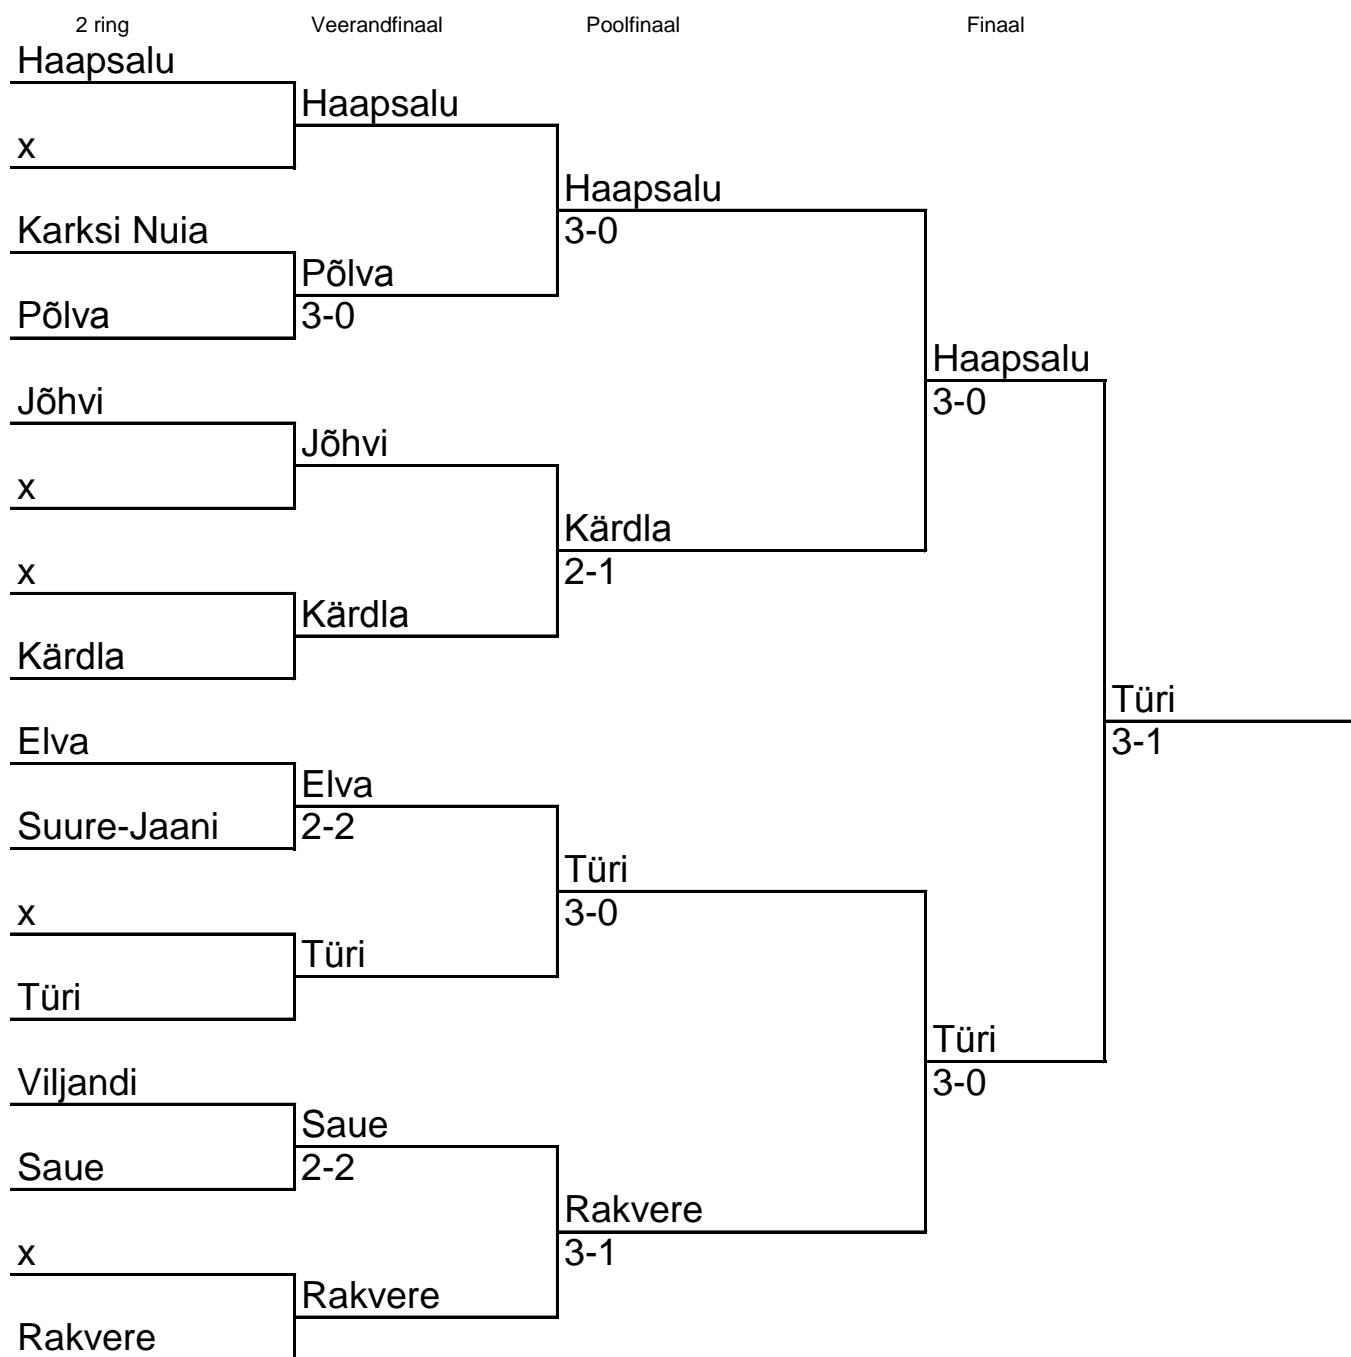 2 ring Veerandfinaal Poolfinaal Finaal
Haapsalu
Haapsalu
x
Haapsalu
Karksi Nuia
3-0
Põlva
Põlva
3-0
Haapsalu
Jõhvi
3-0
Jõhvi
x
Kärdla
x
2-1
Kärdla
Kärdla
Türi
Elva
3-1
Elva
Suure-Jaani
2-2
Türi
x
3-0
Türi
Türi
Türi
Viljandi
3-0
Saue
Saue
2-2
Rakvere
x
3-1
Rakvere
Rakvere